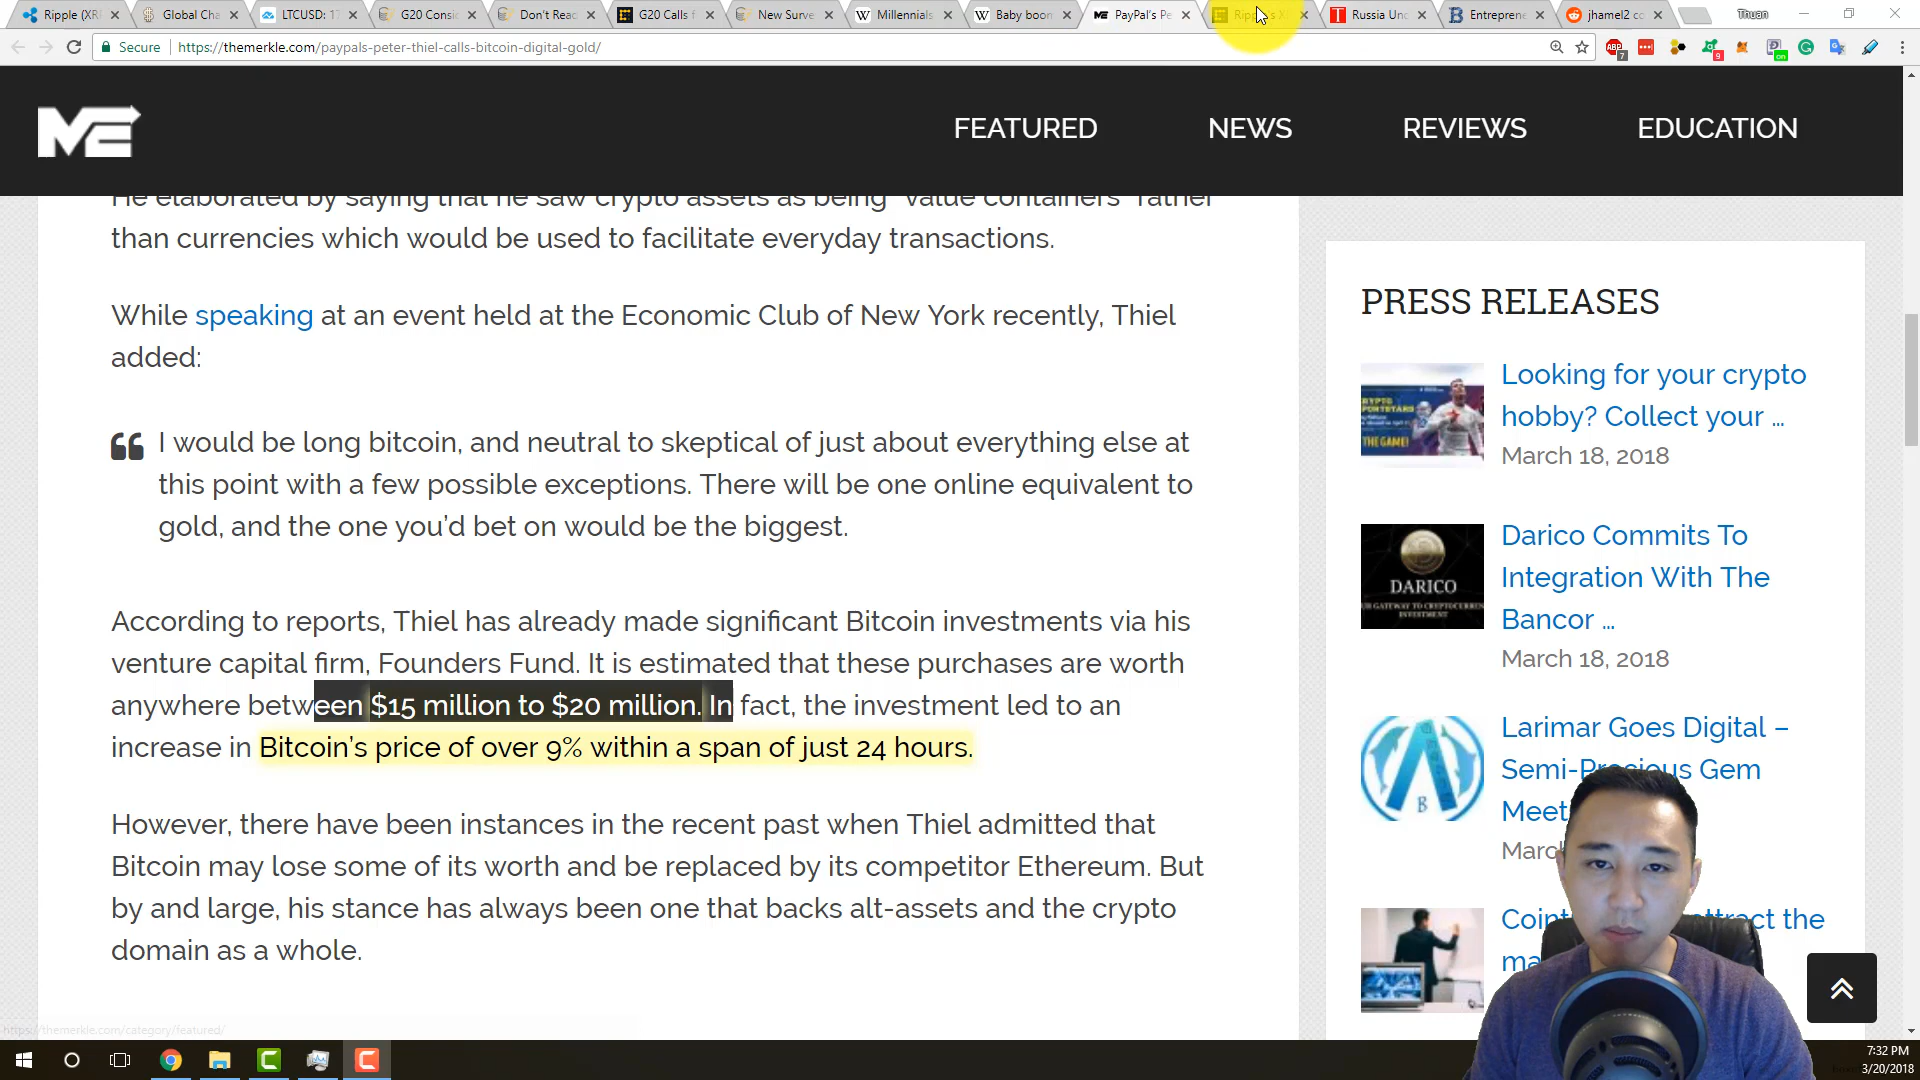 Ripple (XRP
Global Cha
LTCUSD: 17
G20 Consi
Don't Reac
G20 Calls f
New Surve
Millennials
Baby boon
PayPal's Pe
Ripple's X
Russia Unc
Entreprene
jhamel2 co
Thuan
Secure
https://themerkle.com/paypals-peter-thiel-calls-bitcoin-digital-gold/
ME
FEATURED
NEWS
REVIEWS
EDUCATION
He elaborated by saying that he saw crypto assets as being “value containers” rather
than currencies which would be used to facilitate everyday transactions.
While speaking at an event held at the Economic Club of New York recently, Thiel
added:
I would be long bitcoin, and neutral to skeptical of just about everything else at
this point with a few possible exceptions. There will be one online equivalent to
gold, and the one you’d bet on would be the biggest.
According to reports, Thiel has already made significant Bitcoin investments via his
venture capital firm, Founders Fund. It is estimated that these purchases are worth
anywhere between $15 million to $20 million. In fact, the investment led to an
increase in Bitcoin’s price of over 9% within a span of just 24 hours.
However, there have been instances in the recent past when Thiel admitted that
Bitcoin may lose some of its worth and be replaced by its competitor Ethereum. But
by and large, his stance has always been one that backs alt-assets and the crypto
domain as a whole.
PRESS RELEASES
Looking for your crypto
hobby? Collect your ...
March 18, 2018
Darico Commits To
Integration With The
Bancor ...
March 18, 2018
DARICO
Larimar Goes Digital –
Semi-Precious Gem
Meet
Marc
Coin
attract the
ma
https://themerkle.com/category/featured/
7:32 PM
3/20/2018